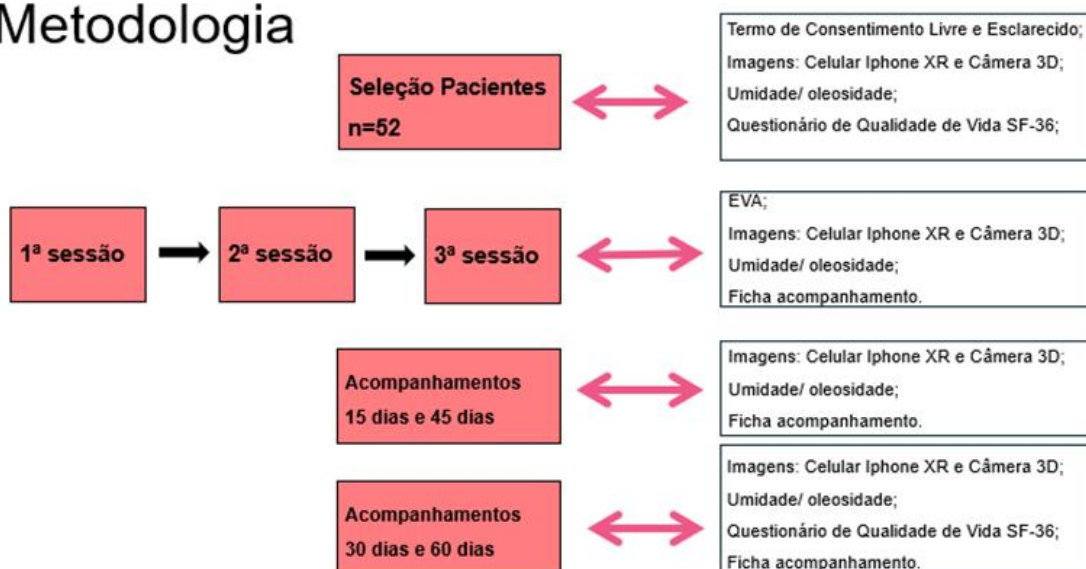 Metodologia
Seleção Pacientes
n=52
Termo de Consentimento Livre e Esclarecido;
Imagens: Celular Iphone XR e Câmera 3D;
Umidade/ oleosidade;
Questionário de Qualidade de Vida SF-36;
1ª sessão
2ª sessão
3ª sessão
EVA;
Imagens: Celular Iphone XR e Câmera 3D;
Umidade/ oleosidade;
Ficha acompanhamento.
Acompanhamentos
15 dias e 45 dias
Imagens: Celular Iphone XR e Câmera 3D;
Umidade/ oleosidade;
Ficha acompanhamento.
Acompanhamentos
30 dias e 60 dias
Imagens: Celular Iphone XR e Câmera 3D;
Umidade/ oleosidade;
Questionário de Qualidade de Vida SF-36;
Ficha acompanhamento.